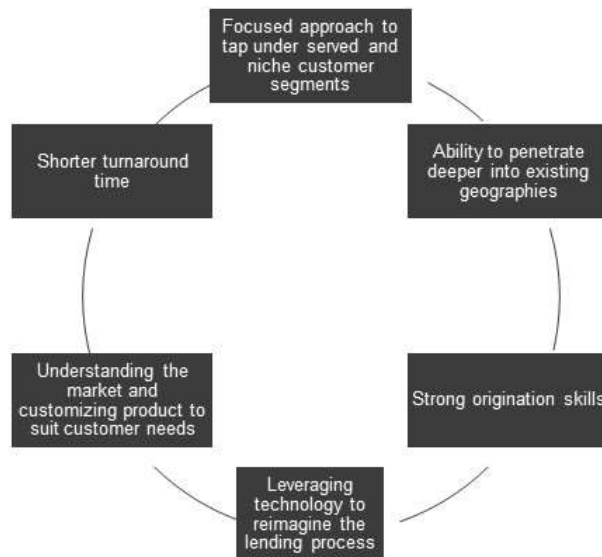 Focused approach to
tap under served and
niche customer
segments
Ability to penetrate
deeper into existing
geographies
Strong origination skills
Leveraging
technology to
reimagine the
lending process
Understanding the
market and
customizing product to
suit customer needs
Shorter turnaround
time